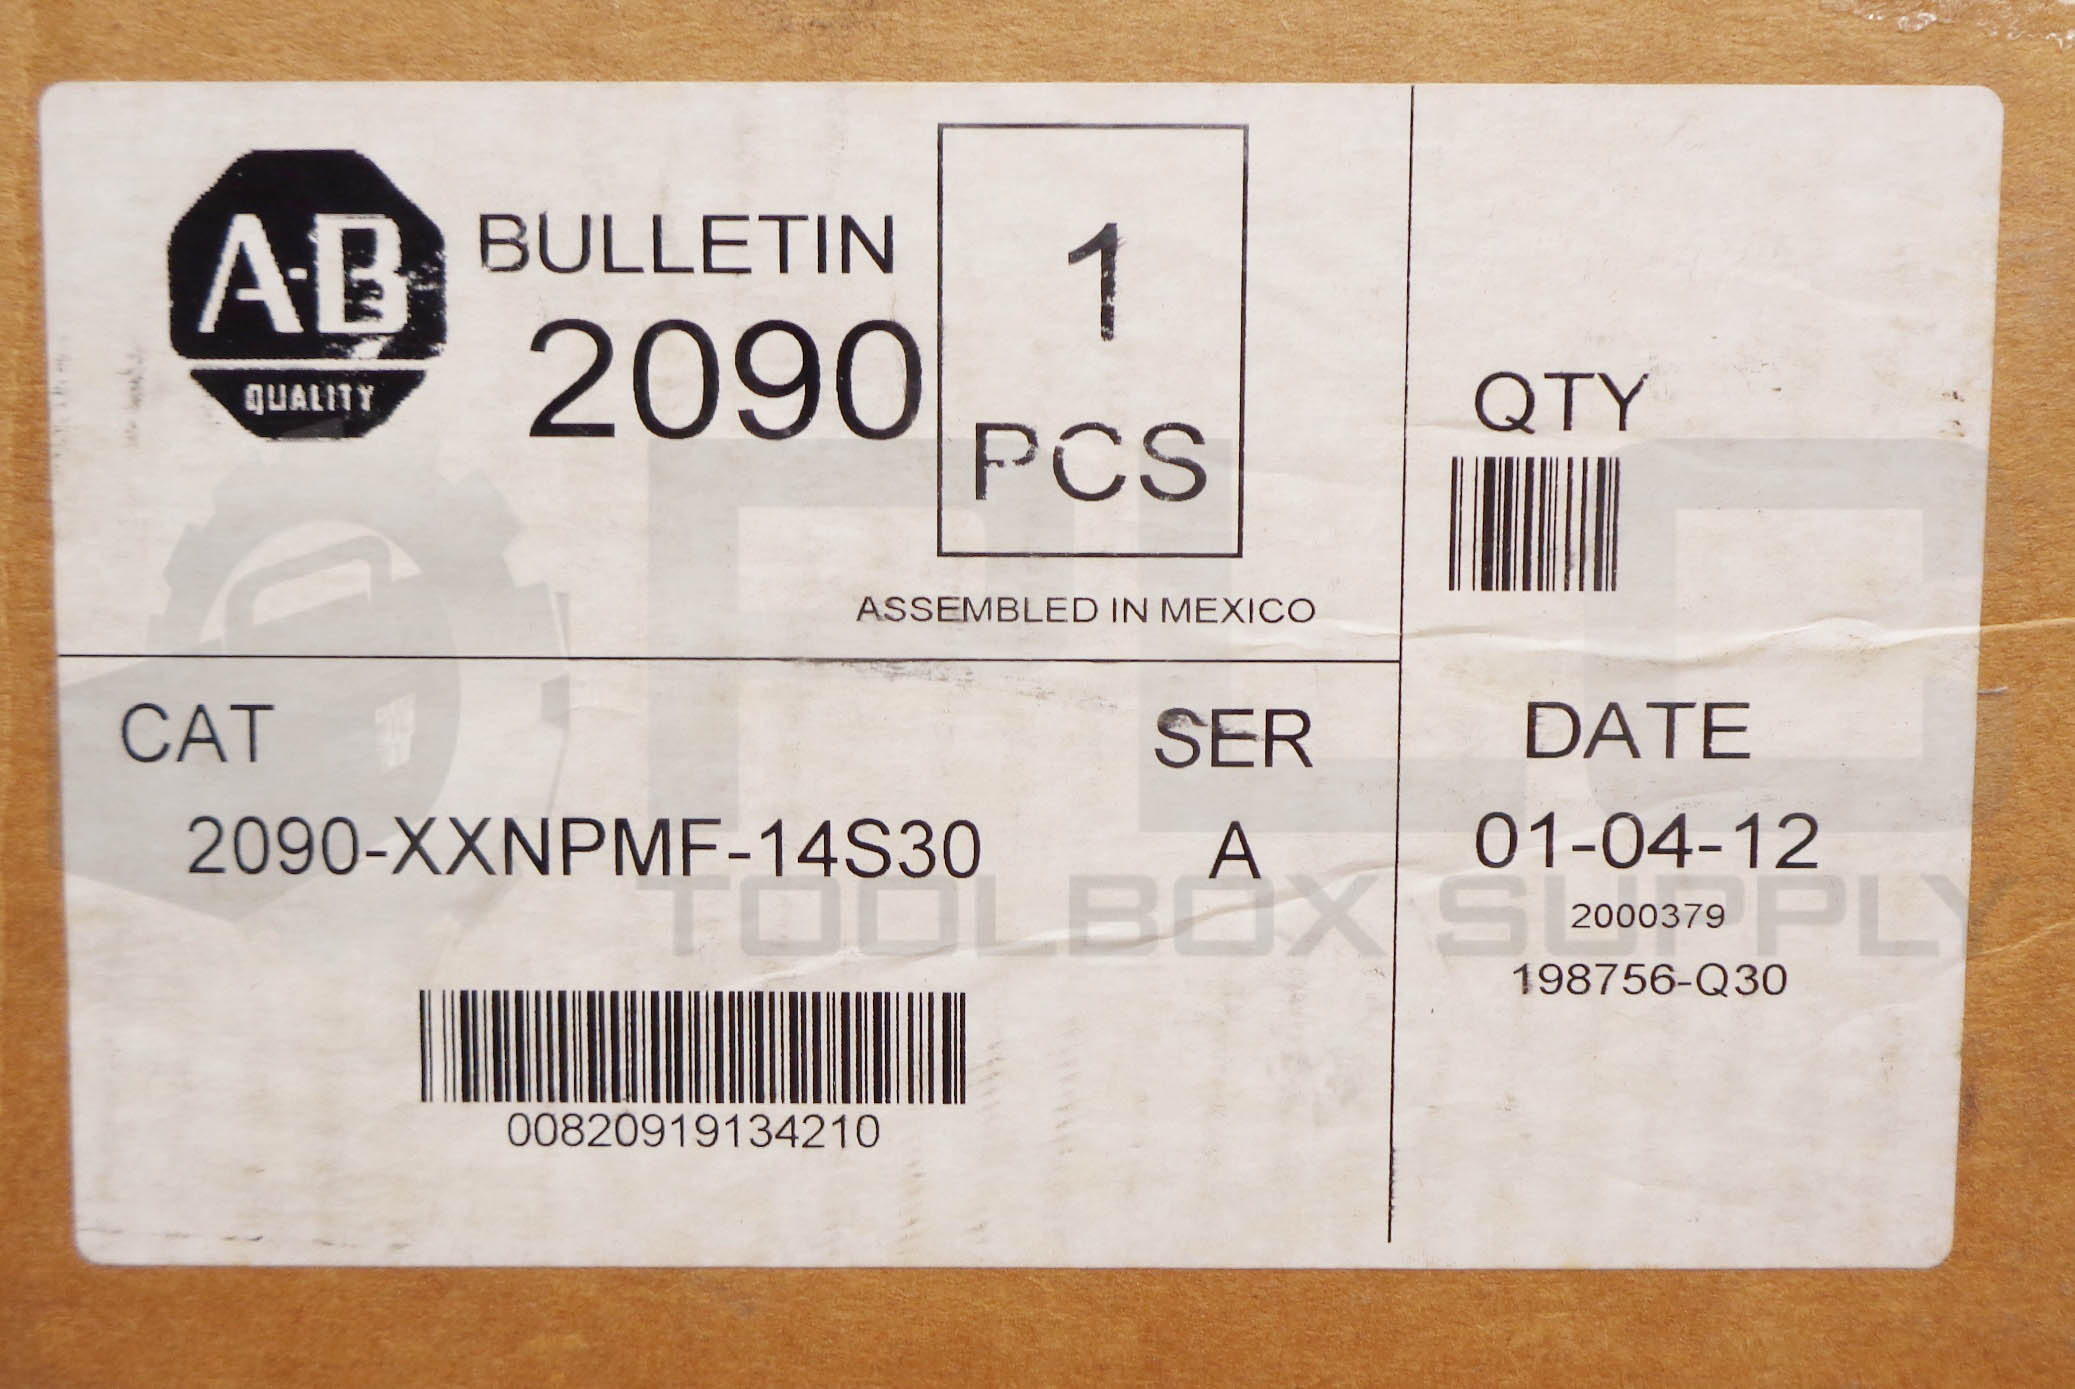 A-B
QUALITY
BULLETIN
2090
1
PCS
ASSEMBLED IN MEXICO
QTY
CAT
2090-XXNPMF-14S30
SER
A
DATE
01-04-12
2000379
198756-Q30
00820919134210
PLC
TOOLBOX SUPPLY